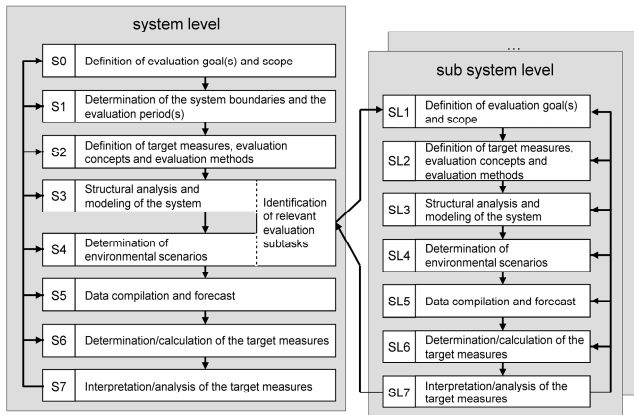 system level
S0 Definition of evaluation goal(s) and scope
S1 Determination of the system boundaries and the
evaluation period(s)
S2 Definition of target measures, evaluation
concepts and evaluation methods
S3 Structural analysis and
modeling of the system
Identification
of relevant
evaluation
subtasks
S4 Determination of
environmental scenarios
S5 Data compilation and forecast
S6 Determination/calculation of the target measures
S7 Interpretation/analysis of the target measures
...
sub system level
SL1 Definition of evaluation goal(s)
and scope
SL2 Definition of target measures,
evaluation concepts and
evaluation methods
SL3 Structural analysis and
modeling of the system
SL4 Determination of
environmental scenarios
SL5 Data compilation and forecast
SL6 Determination/calculation of the
target measures
SL7 Interpretation/analysis of the
target measures